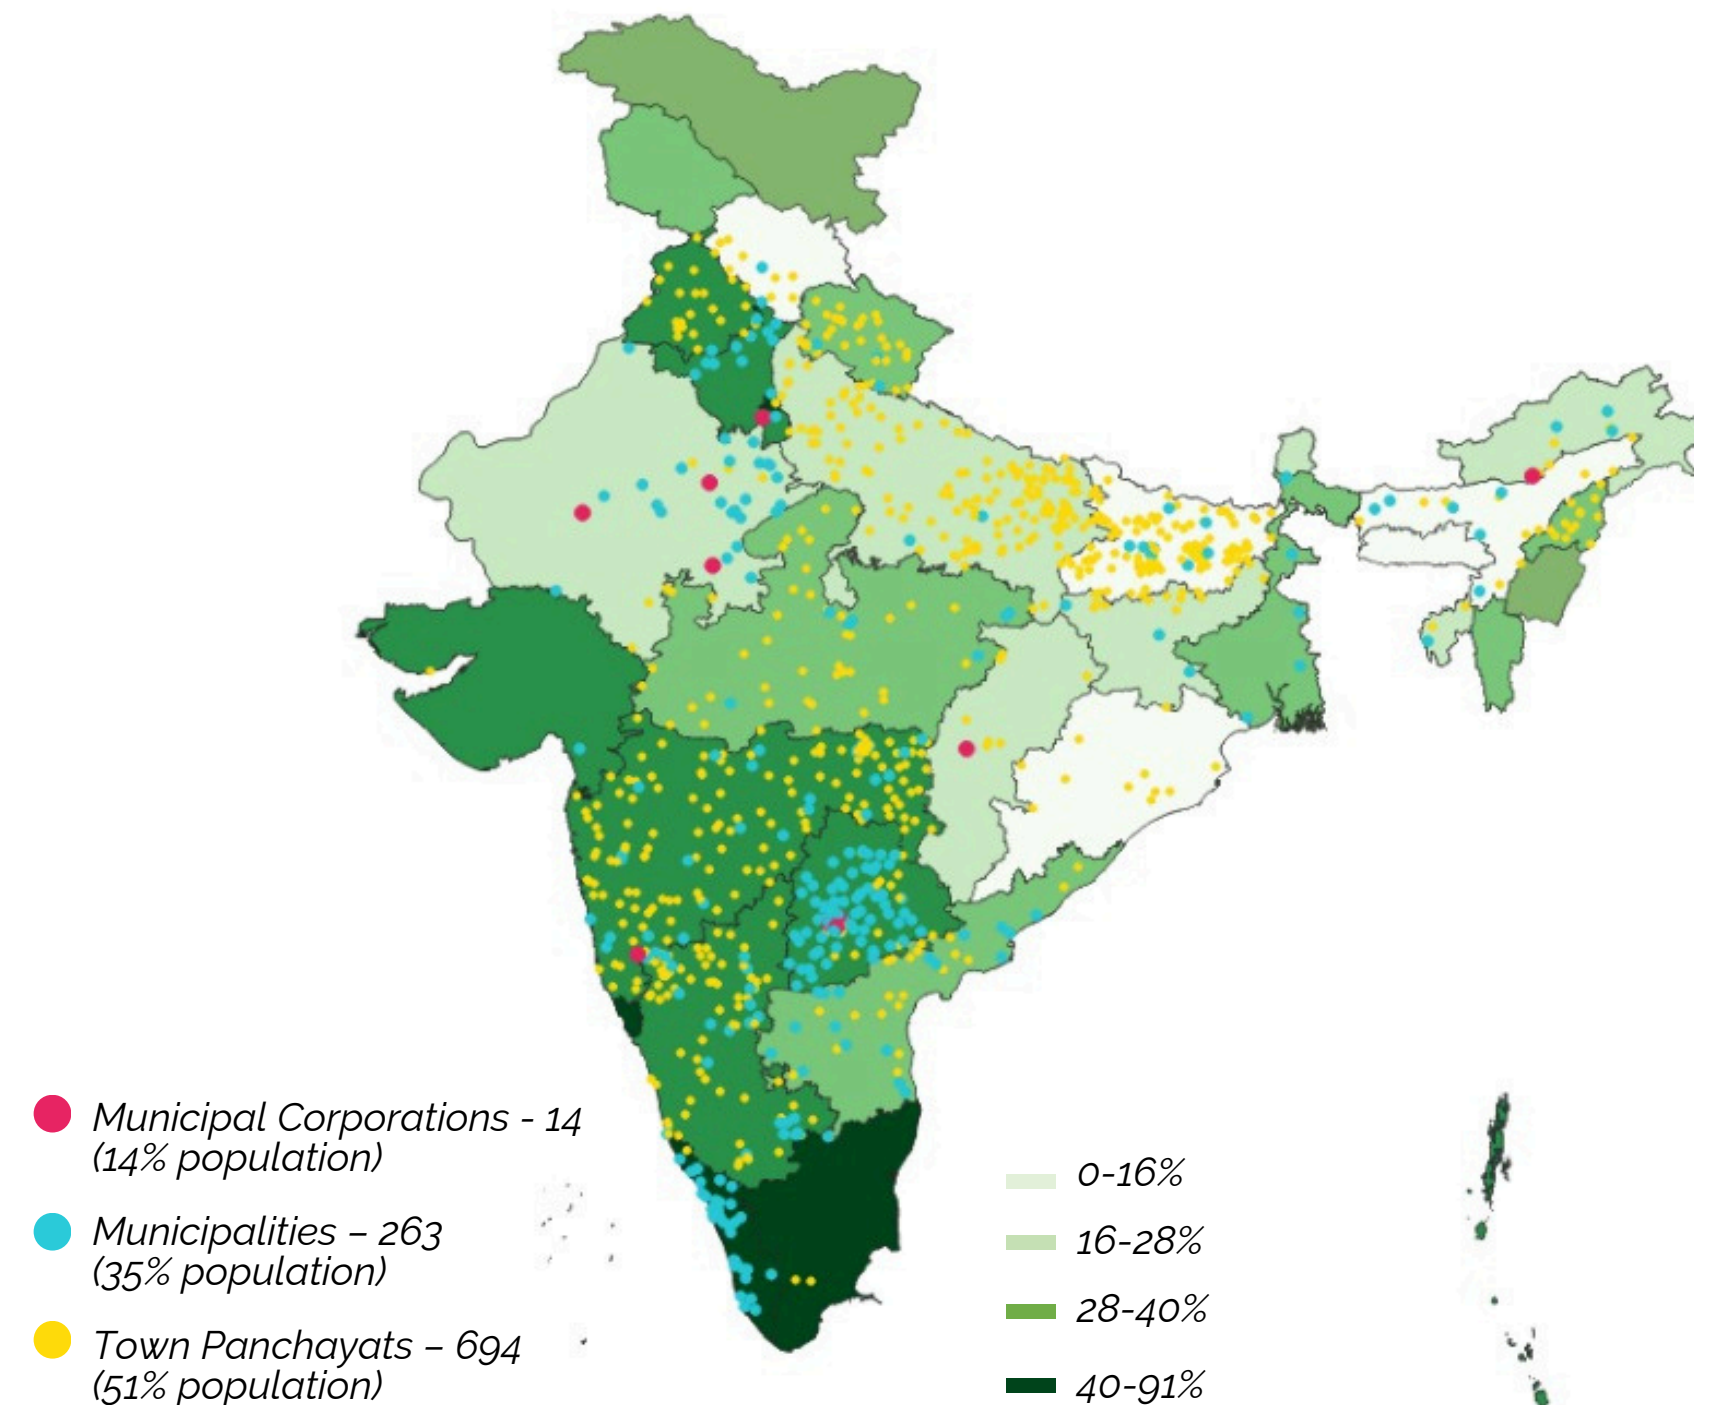 Municipal Corporations - 14
(14% population)
Municipalities – 263
(35% population)
Town Panchayats – 694
(51% population)
0-16%
16-28%
28-40%
40-91%